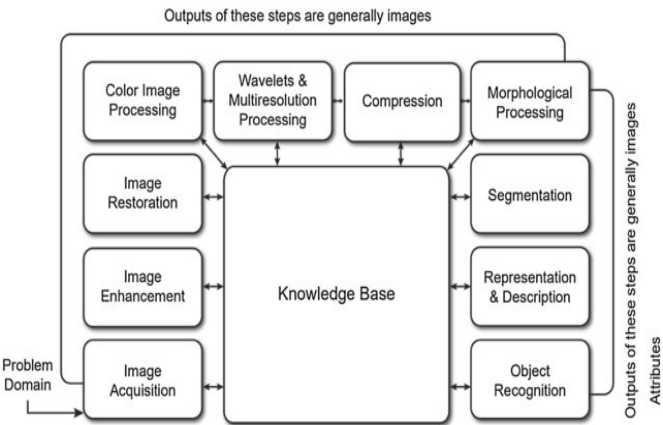 Outputs of these steps are generally images
Color Image
Processing
Wavelets &
Multiresolution
Processing
Compression
Morphological
Processing
Image
Restoration
Segmentation
Image
Enhancement
Knowledge Base
Representation
& Description
Problem
Domain
Image
Acquisition
Object
Recognition
Outputs of these steps are generally images
Attributes